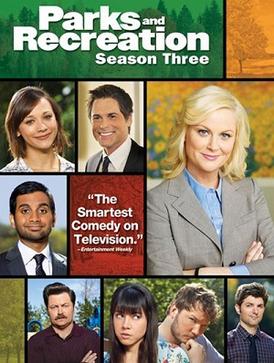 Parks and
Recreation
SEASON THREE
"The
Smartest
Comedy on
Television."
–Entertainment Weekly